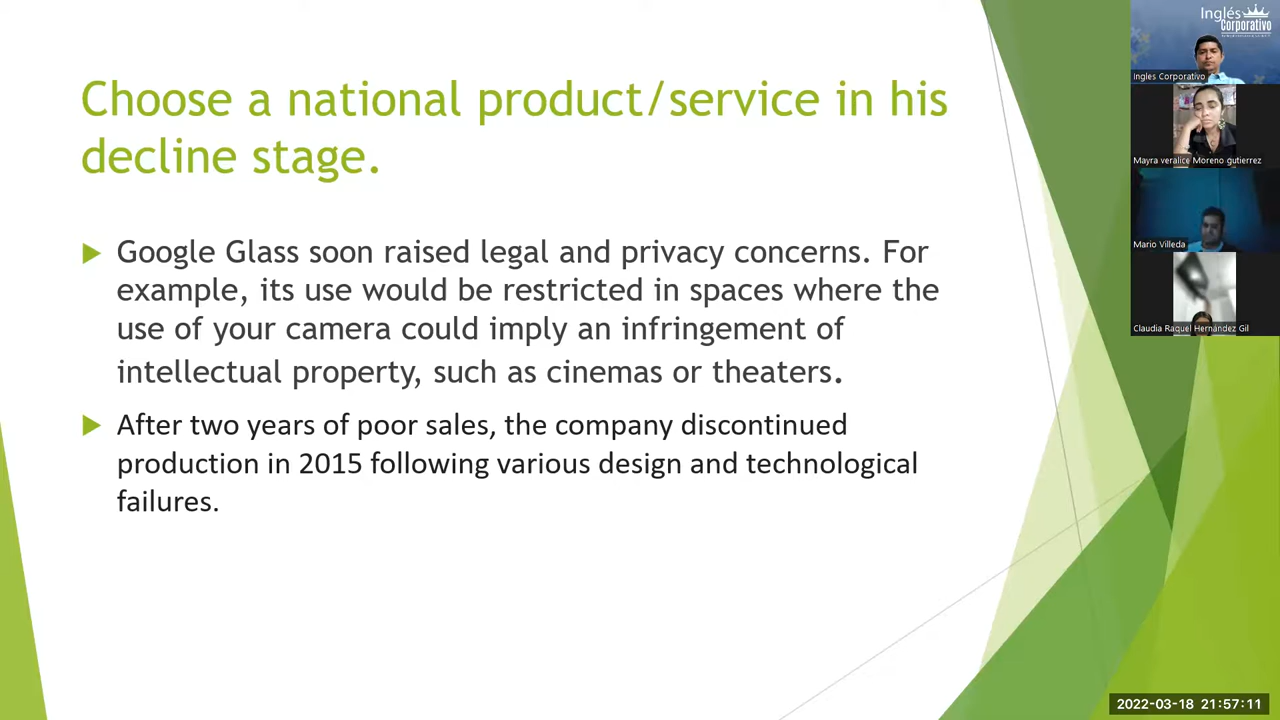 Choose a national product/service in his
decline stage.
Google Glass soon raised legal and privacy concerns. For
example, its use would be restricted in spaces where the
use of your camera could imply an infringement of
intellectual property, such as cinemas or theaters.
After two years of poor sales, the company discontinued
production in 2015 following various design and technological
failures.
Inglés
Corporativo
Ingles Corporativo
Mayra veralice Moreno gutierrez
Mario Villeda
Claudia Raquel Hernández Gil
2022-03-18 21:57:11